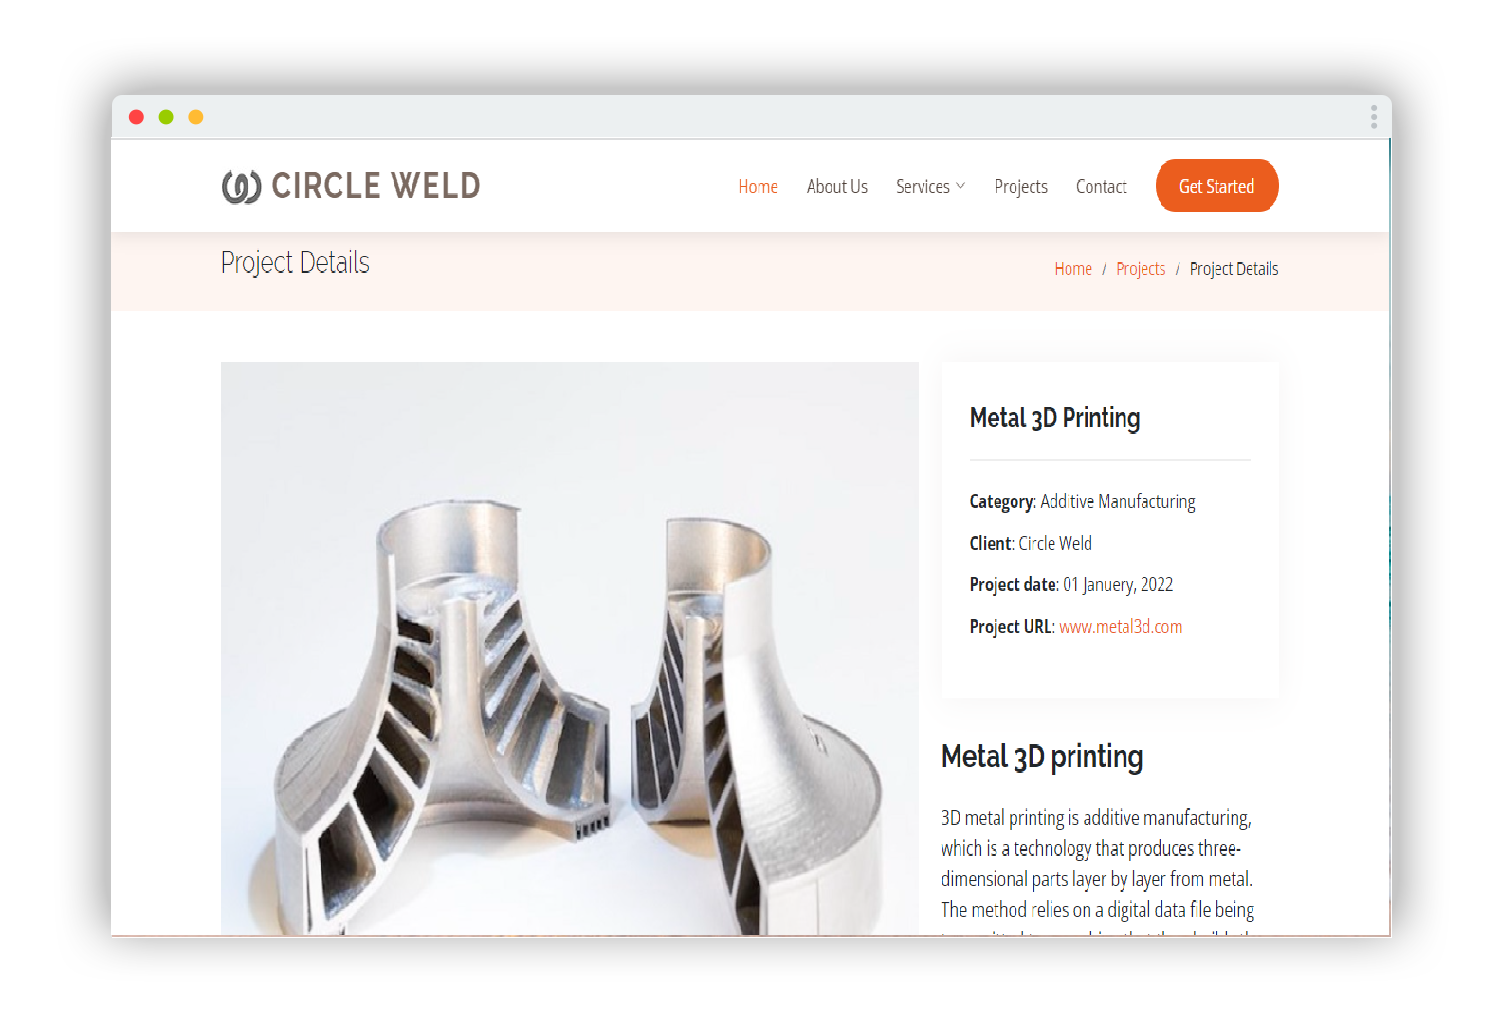 CIRCLE WELD
Home
About Us
Services
Projects
Contact
Get Started
Project Details
Home / Projects / Project Details
Metal 3D Printing
Category: Additive Manufacturing
Client: Circle Weld
Project date: 01 Januery, 2022
Project URL: www.metal3d.com
Metal 3D printing
3D metal printing is additive manufacturing,
which is a technology that produces three-
dimensional parts layer by layer from metal.
The method relies on a digital data file being